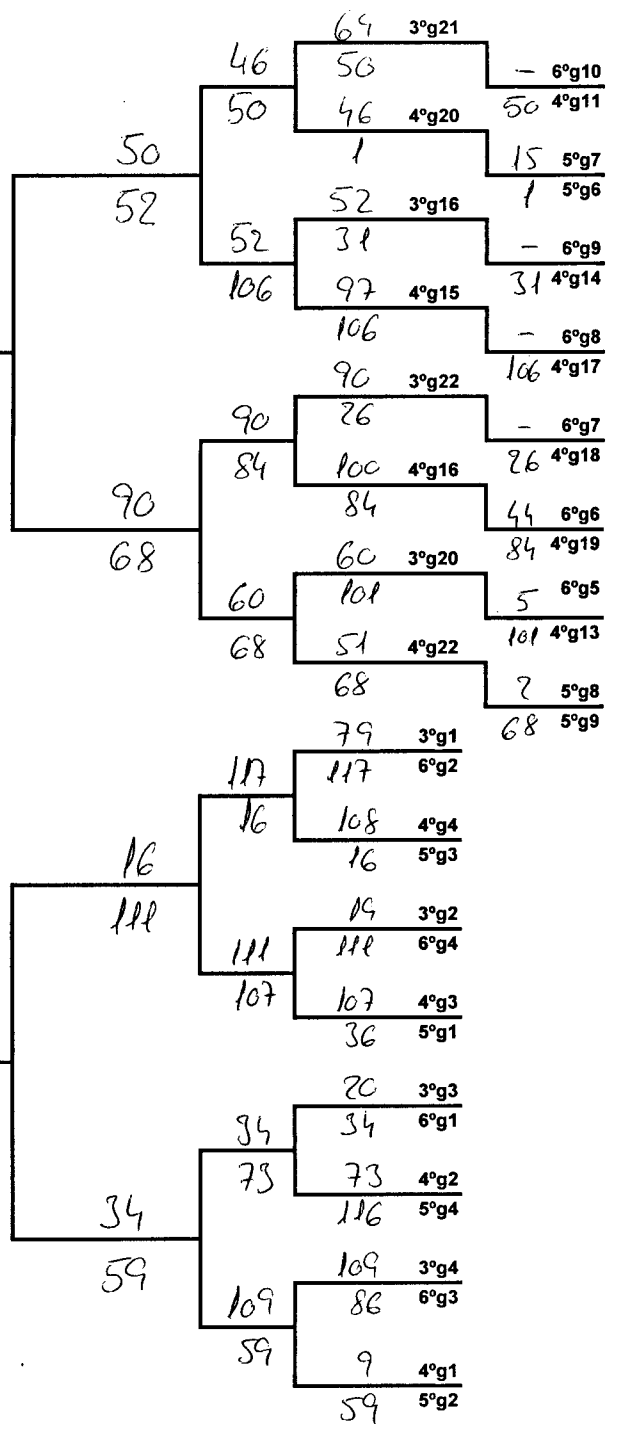 64 3ºg21
46 50 - 6ºg10
50 46 4ºg20 50 4ºg11
50 1 15 5ºg7
52 52 3ºg16 1 5ºg6
52 31 - 6ºg9
106 97 4ºg15 31 4ºg14
106 - 6ºg8
90 3ºg22 106 4ºg17
90 26 - 6ºg7
84 100 4ºg16 26 4ºg18
90 84 44 6ºg6
68 60 3ºg20 84 4ºg19
60 101 5 6ºg5
68 51 4ºg22 101 4ºg13
68 2 5ºg8
79 3ºg1 68 5ºg9
117 117 6ºg2
16 108 4ºg4
16 16 5ºg3
111 19 3ºg2
111 111 6ºg4
107 107 4ºg3
36 5ºg1
20 3ºg3
34 34 6ºg1
73 73 4ºg2
34 116 5ºg4
59 109 3ºg4
109 86 6ºg3
59 9 4ºg1
59 5ºg2